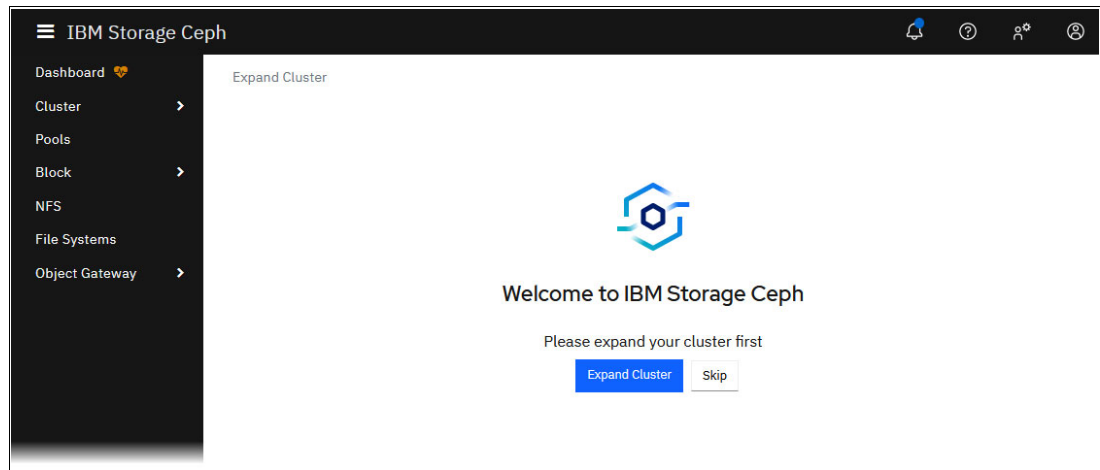 IBM Storage Ceph
Dashboard
Cluster
Pools
Block
NFS
File Systems
Object Gateway
Expand Cluster
Welcome to IBM Storage Ceph
Please expand your cluster first
Expand Cluster Skip